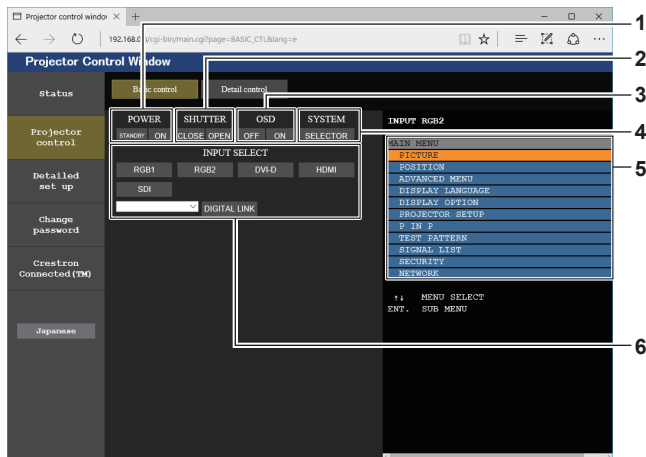 Projector control window
192.168.0.8/cgi-bin/main.cgi?page=BASIC_CTL&lang=e
1
Projector Control Window
2
Status
Basic control
Detail control
3
POWER
SHUTTER
OSD
SYSTEM
INPUT RGB2
STANDBY ON
CLOSE OPEN
OFF ON
SELECTOR
4
Projector
control
INPUT SELECT
MAIN MENU
PICTURE
RGB1
RGB2
DVI-D
HDMI
POSITION
5
Detailed
set up
SDI
ADVANCED MENU
DISPLAY LANGUAGE
DIGITAL LINK
DISPLAY OPTION
PROJECTOR SETUP
Change
password
P IN P
TEST PATTERN
SIGNAL LIST
Crestron
Connected(TM)
SECURITY
NETWORK
↑↓ MENU SELECT
ENT. SUB MENU
Japanese
6